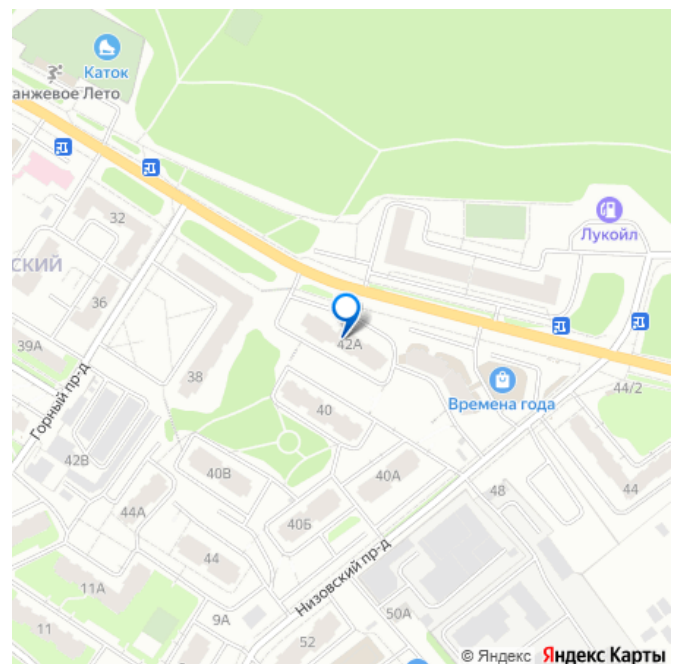 Каток
анжевое Лето
32
Лукойл
СКИЙ
36
39А
42А
38
Горный пр-д
Времена года
44/2
40
42В
40В
40А
44
48
44А
40Б
44
Низовский пр-д
11А
9А
50А
11
52
© Яндекс Яндекс Карты